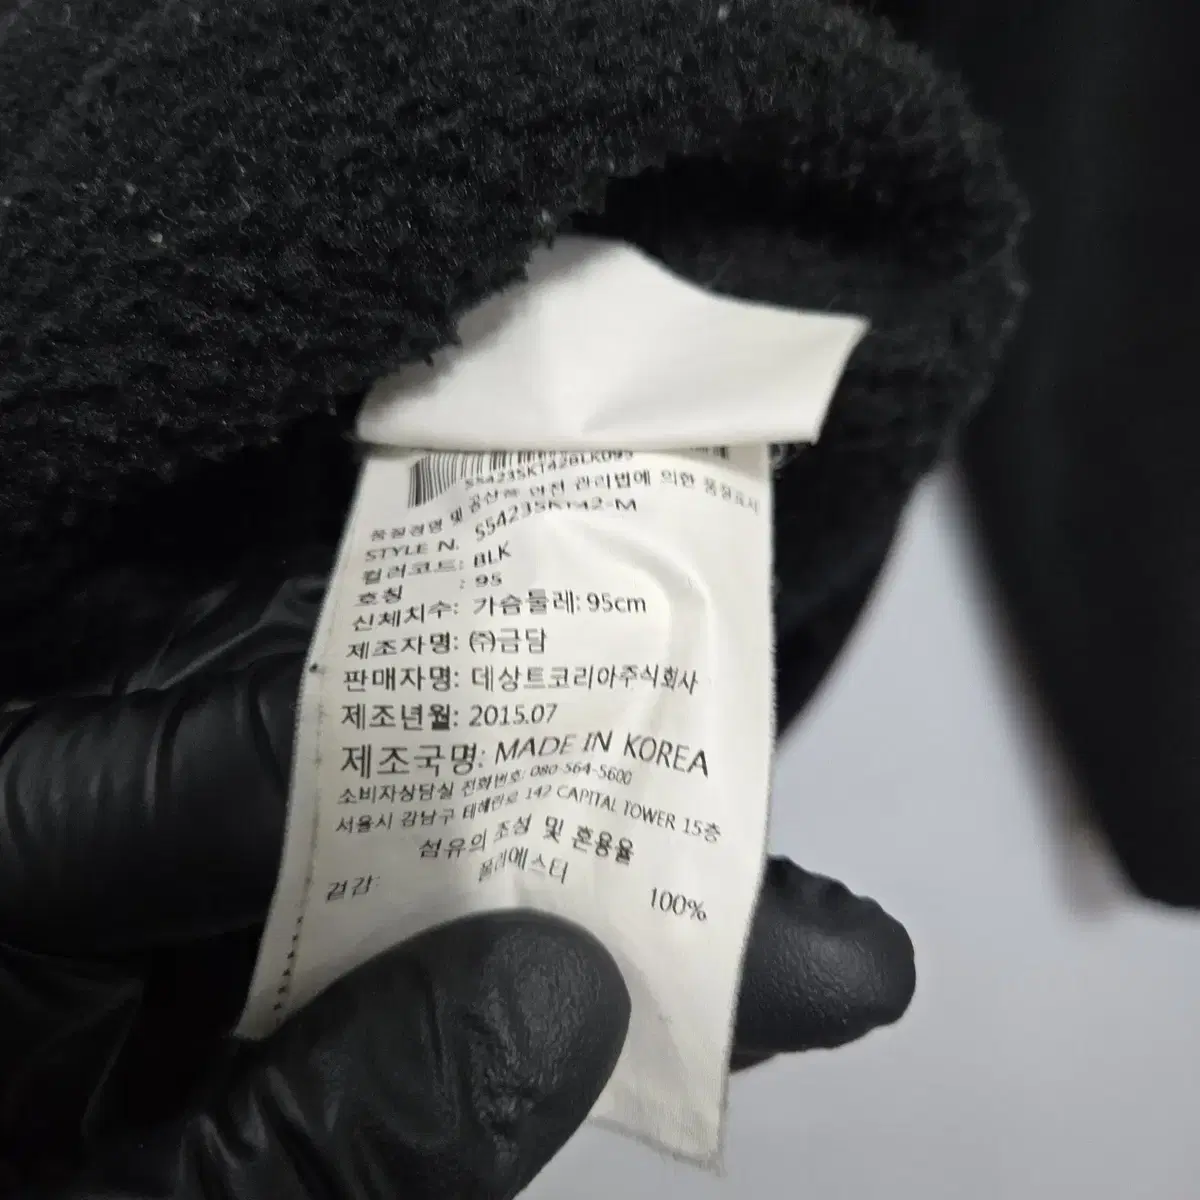 S5423SKT42BLK095
품질경영 및 공산품 안전 관리법에 의한 품질표시
STYLE N. S5423SKT42-M
컬러코드: BLK
호칭 : 95
신체치수: 가슴둘레: 95cm
제조자명: ㈜금담
판매자명: 데상트코리아주식회사
제조년월: 2015.07
제조국명: MADE IN KOREA
소비자상담실 전화번호: 080-564-5600
서울시 강남구 테헤란로 142 CAPITAL TOWER 15층
섬유의 조성 및 혼용율
겉감: 폴리에스터 100%